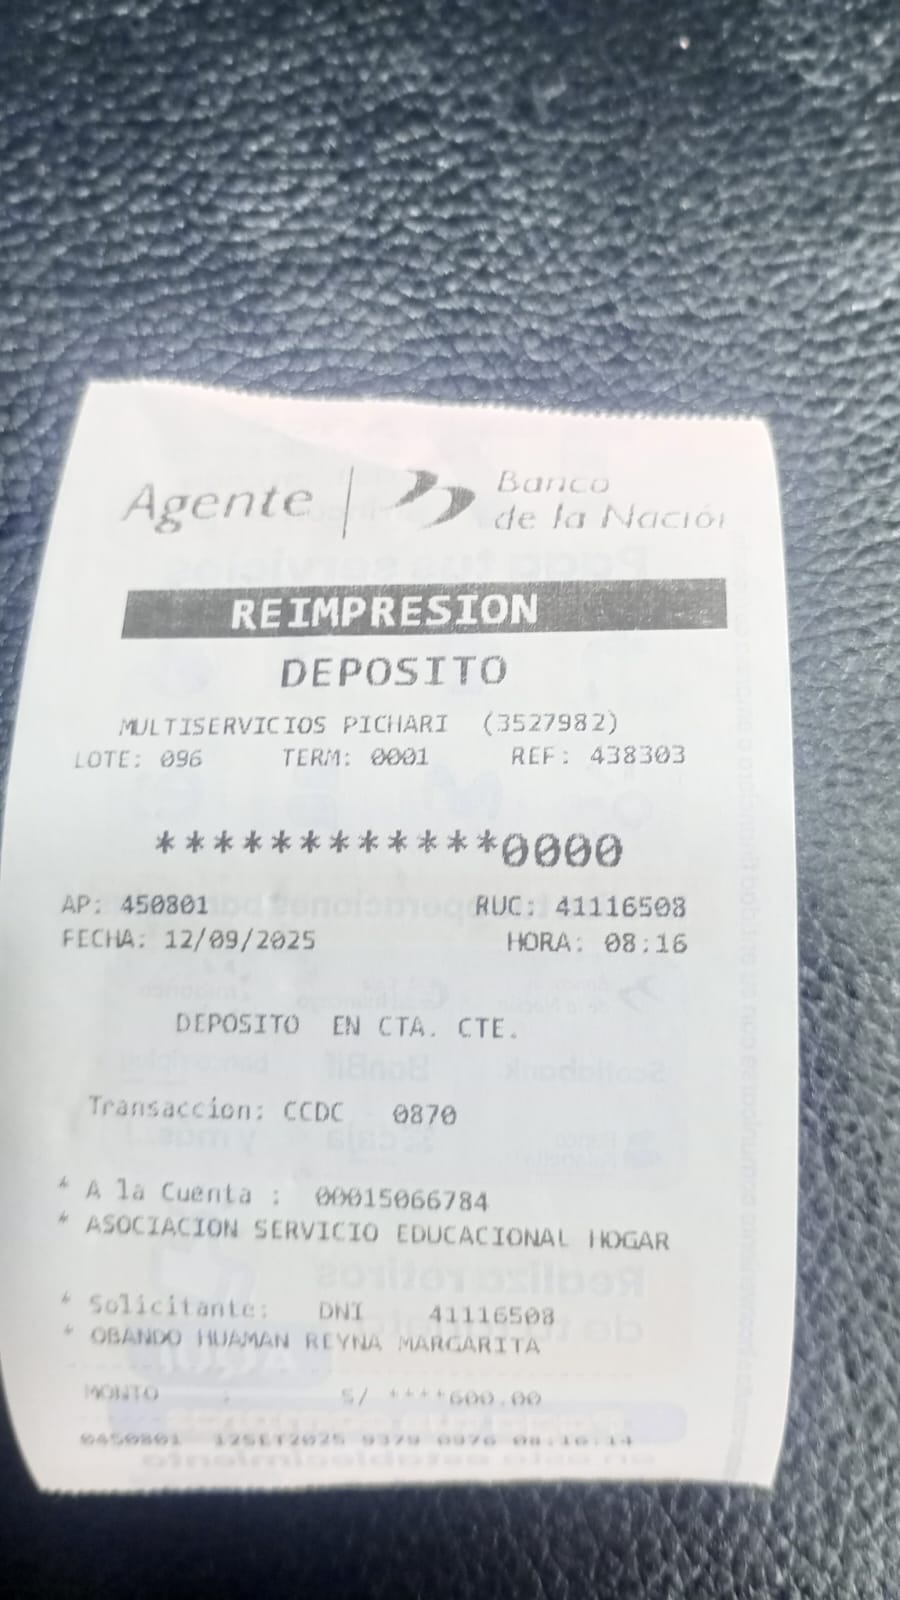 Agente | Banco
de la Nación
REIMPRESION
DEPOSITO
MULTISERVICIOS PICHARI (3527982)
LOTE: 096 TERM: 0001 REF: 438303
************0000
AP: 450801 RUC: 41116508
FECHA: 12/09/2025 HORA: 08:16
DEPOSITO EN CTA. CTE.
Transaccion: CCDC 0870
* A la Cuenta : 00015066784
* ASOCIACION SERVICIO EDUCACIONAL HOGAR
* Solicitante: DNI 41116508
* OBANDO HUAMAN REYNA MARGARITA
MONTO : S/ ****600.00
0450801 12SET2025 9379 0976 08:16:14